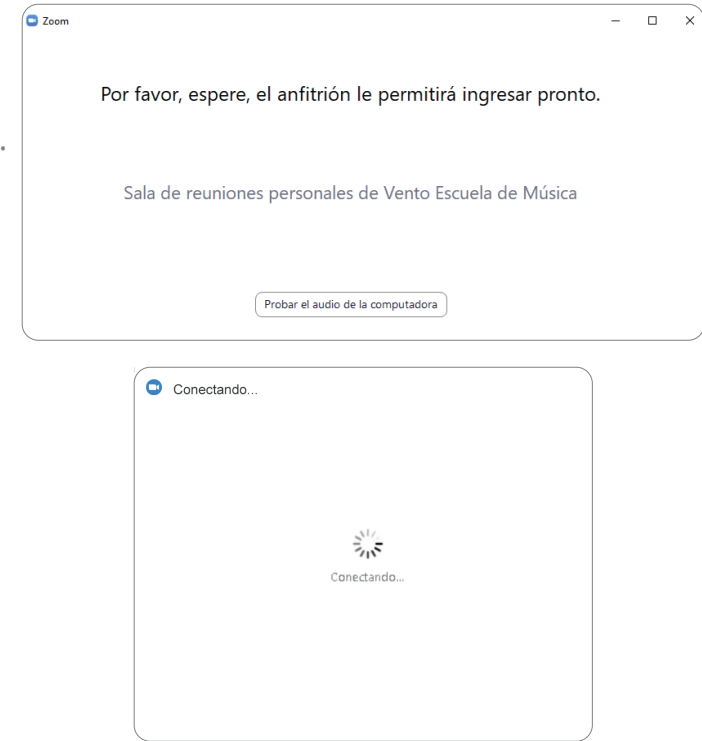 Zoom
Por favor, espere, el anfitrión le permitirá ingresar pronto.
Sala de reuniones personales de Vento Escuela de Música
Probar el audio de la computadora
Conectando...
Conectando...